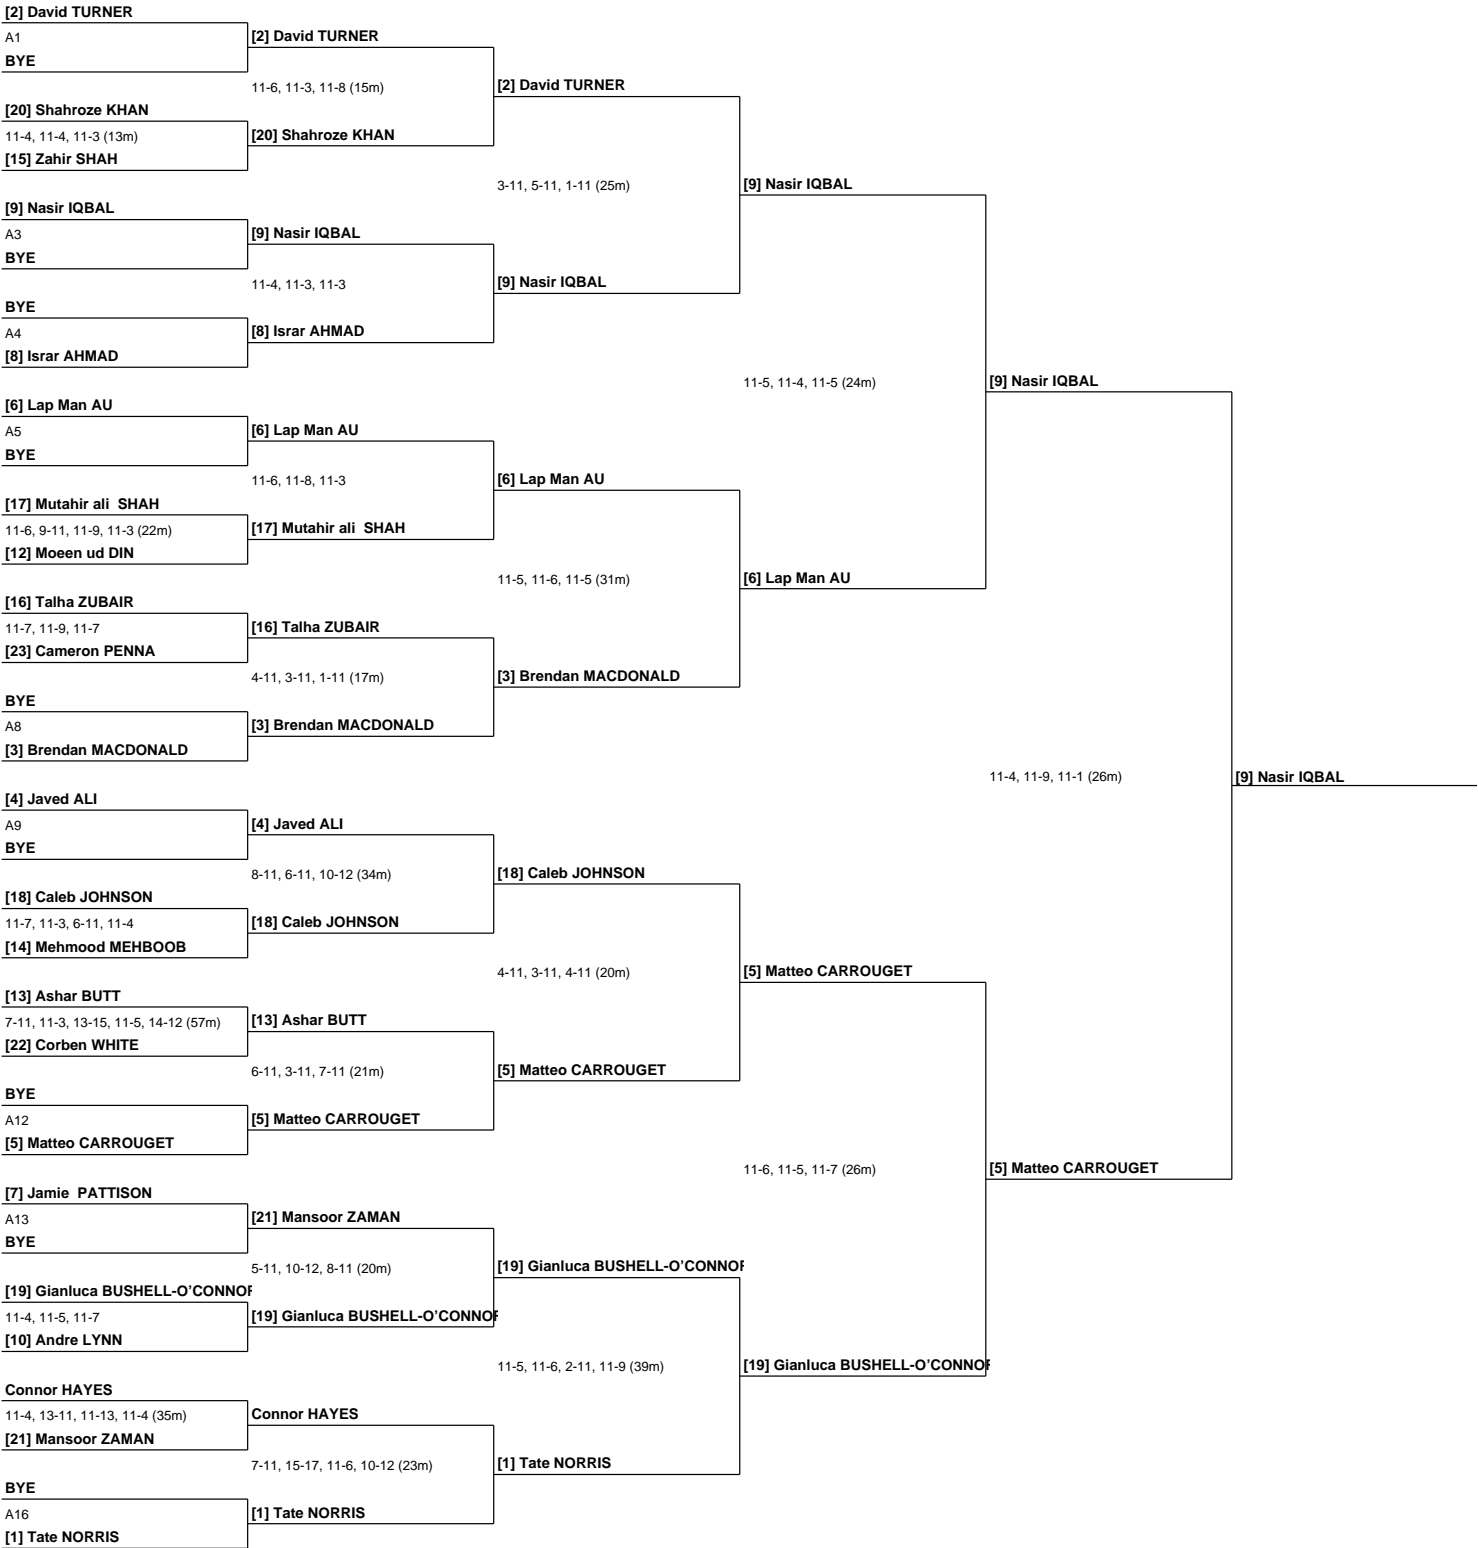 [2] David TURNER
A1
BYE
[20] Shahroze KHAN
11-4, 11-4, 11-3 (13m)
[15] Zahir SHAH
[9] Nasir IQBAL
A3
BYE
BYE
A4
[8] Israr AHMAD
[6] Lap Man AU
A5
BYE
[17] Mutahir ali  SHAH
11-6, 9-11, 11-9, 11-3 (22m)
[12] Moeen ud DIN
[16] Talha ZUBAIR
11-7, 11-9, 11-7
[23] Cameron PENNA
BYE
A8
[3] Brendan MACDONALD
[4] Javed ALI
A9
BYE
[18] Caleb JOHNSON
11-7, 11-3, 6-11, 11-4
[14] Mehmood MEHBOOB
[13] Ashar BUTT
7-11, 11-3, 13-15, 11-5, 14-12 (57m)
[22] Corben WHITE
BYE
A12
[5] Matteo CARROUGET
[7] Jamie  PATTISON
A13
BYE
[19] Gianluca BUSHELL-O'CONNOR
11-4, 11-5, 11-7
[10] Andre LYNN
Connor HAYES
11-4, 13-11, 11-13, 11-4 (35m)
[21] Mansoor ZAMAN
BYE
A16
[1] Tate NORRIS
[2] David TURNER
11-6, 11-3, 11-8 (15m)
[20] Shahroze KHAN
[9] Nasir IQBAL
11-4, 11-3, 11-3
[8] Israr AHMAD
[6] Lap Man AU
11-6, 11-8, 11-3
[17] Mutahir ali  SHAH
[16] Talha ZUBAIR
4-11, 3-11, 1-11 (17m)
[3] Brendan MACDONALD
[4] Javed ALI
8-11, 6-11, 10-12 (34m)
[18] Caleb JOHNSON
[13] Ashar BUTT
6-11, 3-11, 7-11 (21m)
[5] Matteo CARROUGET
[21] Mansoor ZAMAN
5-11, 10-12, 8-11 (20m)
[19] Gianluca BUSHELL-O'CONNOR
Connor HAYES
7-11, 15-17, 11-6, 10-12 (23m)
[1] Tate NORRIS
[2] David TURNER
3-11, 5-11, 1-11 (25m)
[9] Nasir IQBAL
[6] Lap Man AU
11-5, 11-6, 11-5 (31m)
[3] Brendan MACDONALD
[18] Caleb JOHNSON
4-11, 3-11, 4-11 (20m)
[5] Matteo CARROUGET
[19] Gianluca BUSHELL-O'CONNOR
11-5, 11-6, 2-11, 11-9 (39m)
[1] Tate NORRIS
[9] Nasir IQBAL
11-5, 11-4, 11-5 (24m)
[6] Lap Man AU
[5] Matteo CARROUGET
11-6, 11-5, 11-7 (26m)
[19] Gianluca BUSHELL-O'CONNOR
[9] Nasir IQBAL
11-4, 11-9, 11-1 (26m)
[5] Matteo CARROUGET
[9] Nasir IQBAL